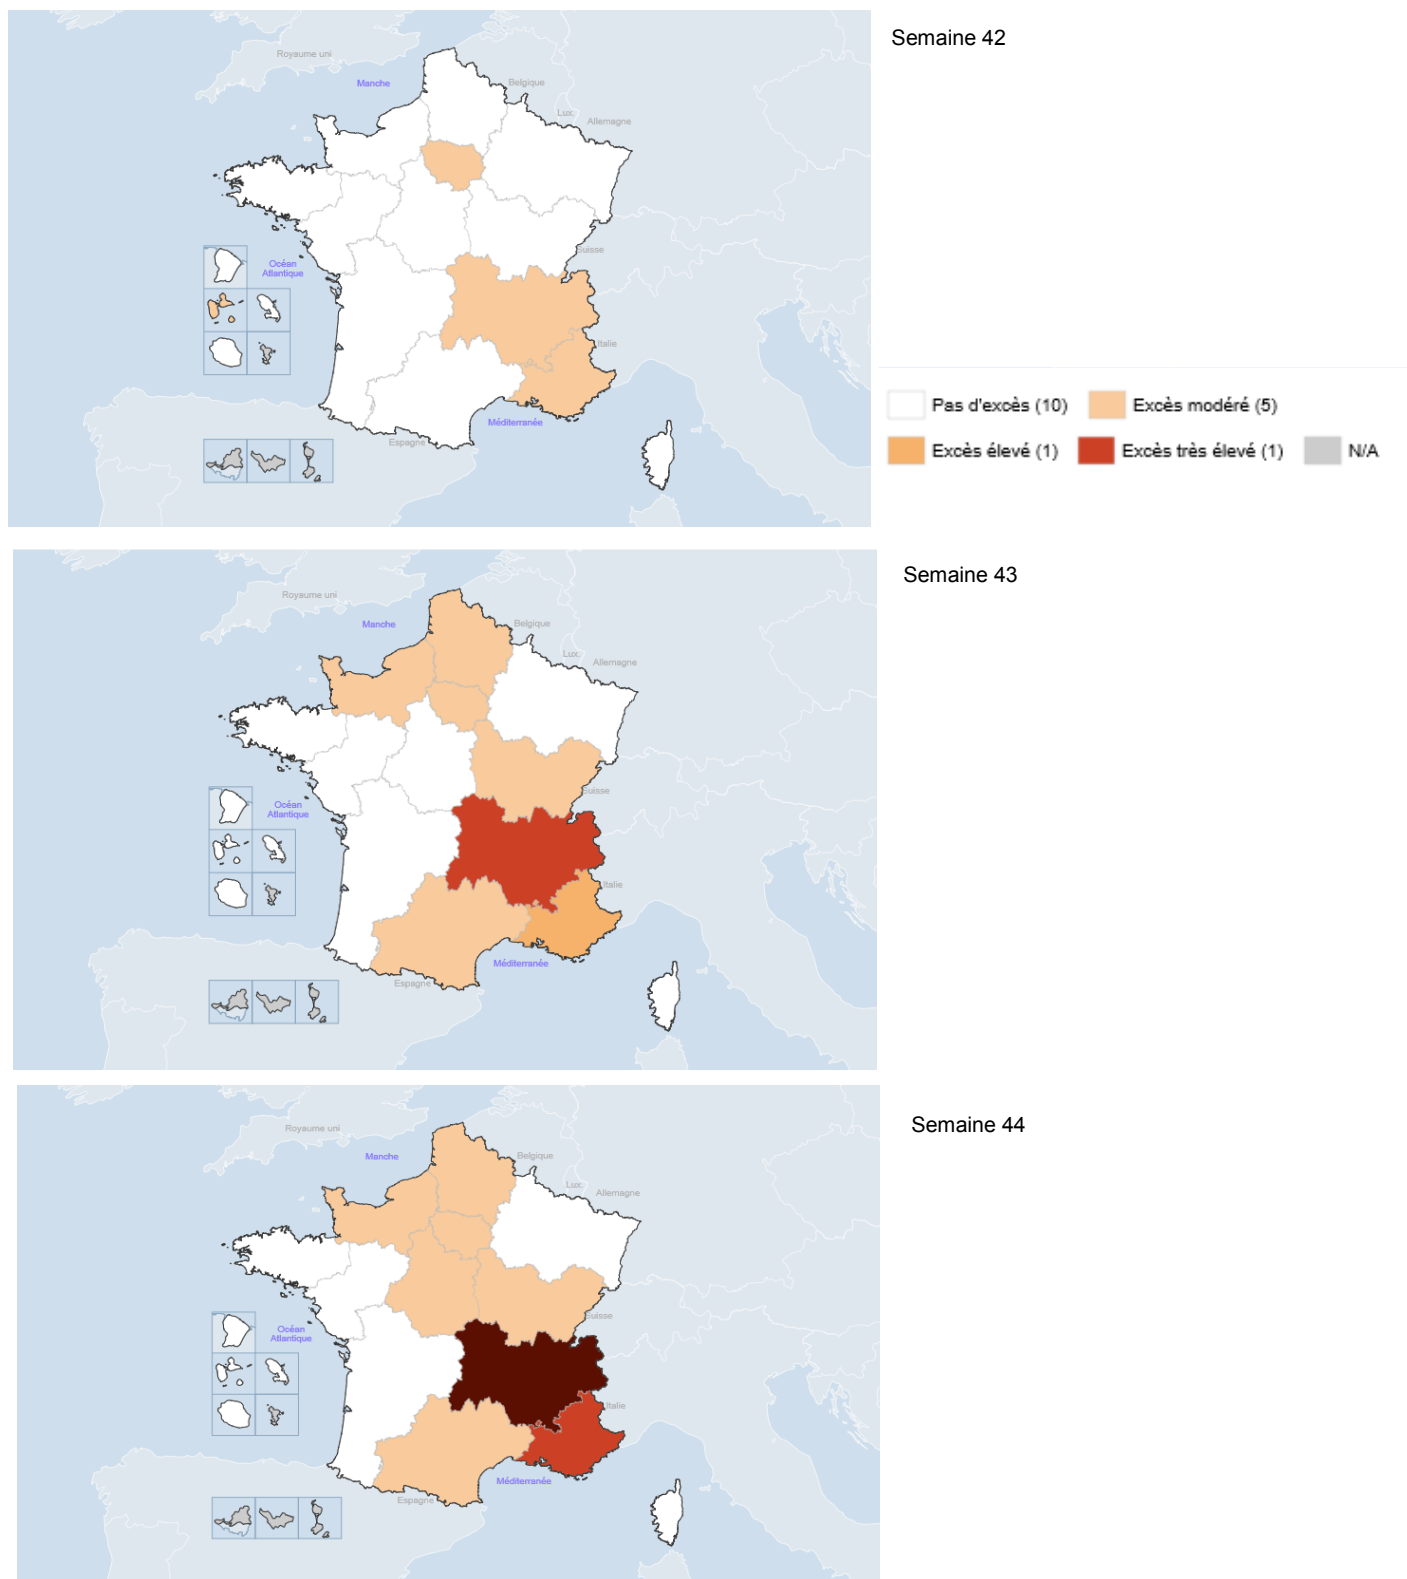 Semaine 42
Royaume uni
Manche
Belgique
Lux.
Allemagne
Suisse
Océan
Atlantique
Italie
Méditerranée
Espagne
Pas d'excès (10)
Excès modéré (5)
Excès élevé (1)
Excès très élevé (1)
N/A
Semaine 43
Royaume uni
Manche
Belgique
Lux.
Allemagne
Suisse
Océan
Atlantique
Italie
Méditerranée
Espagne
Semaine 44
Royaume uni
Manche
Belgique
Lux.
Allemagne
Suisse
Océan
Atlantique
Italie
Méditerranée
Espagne